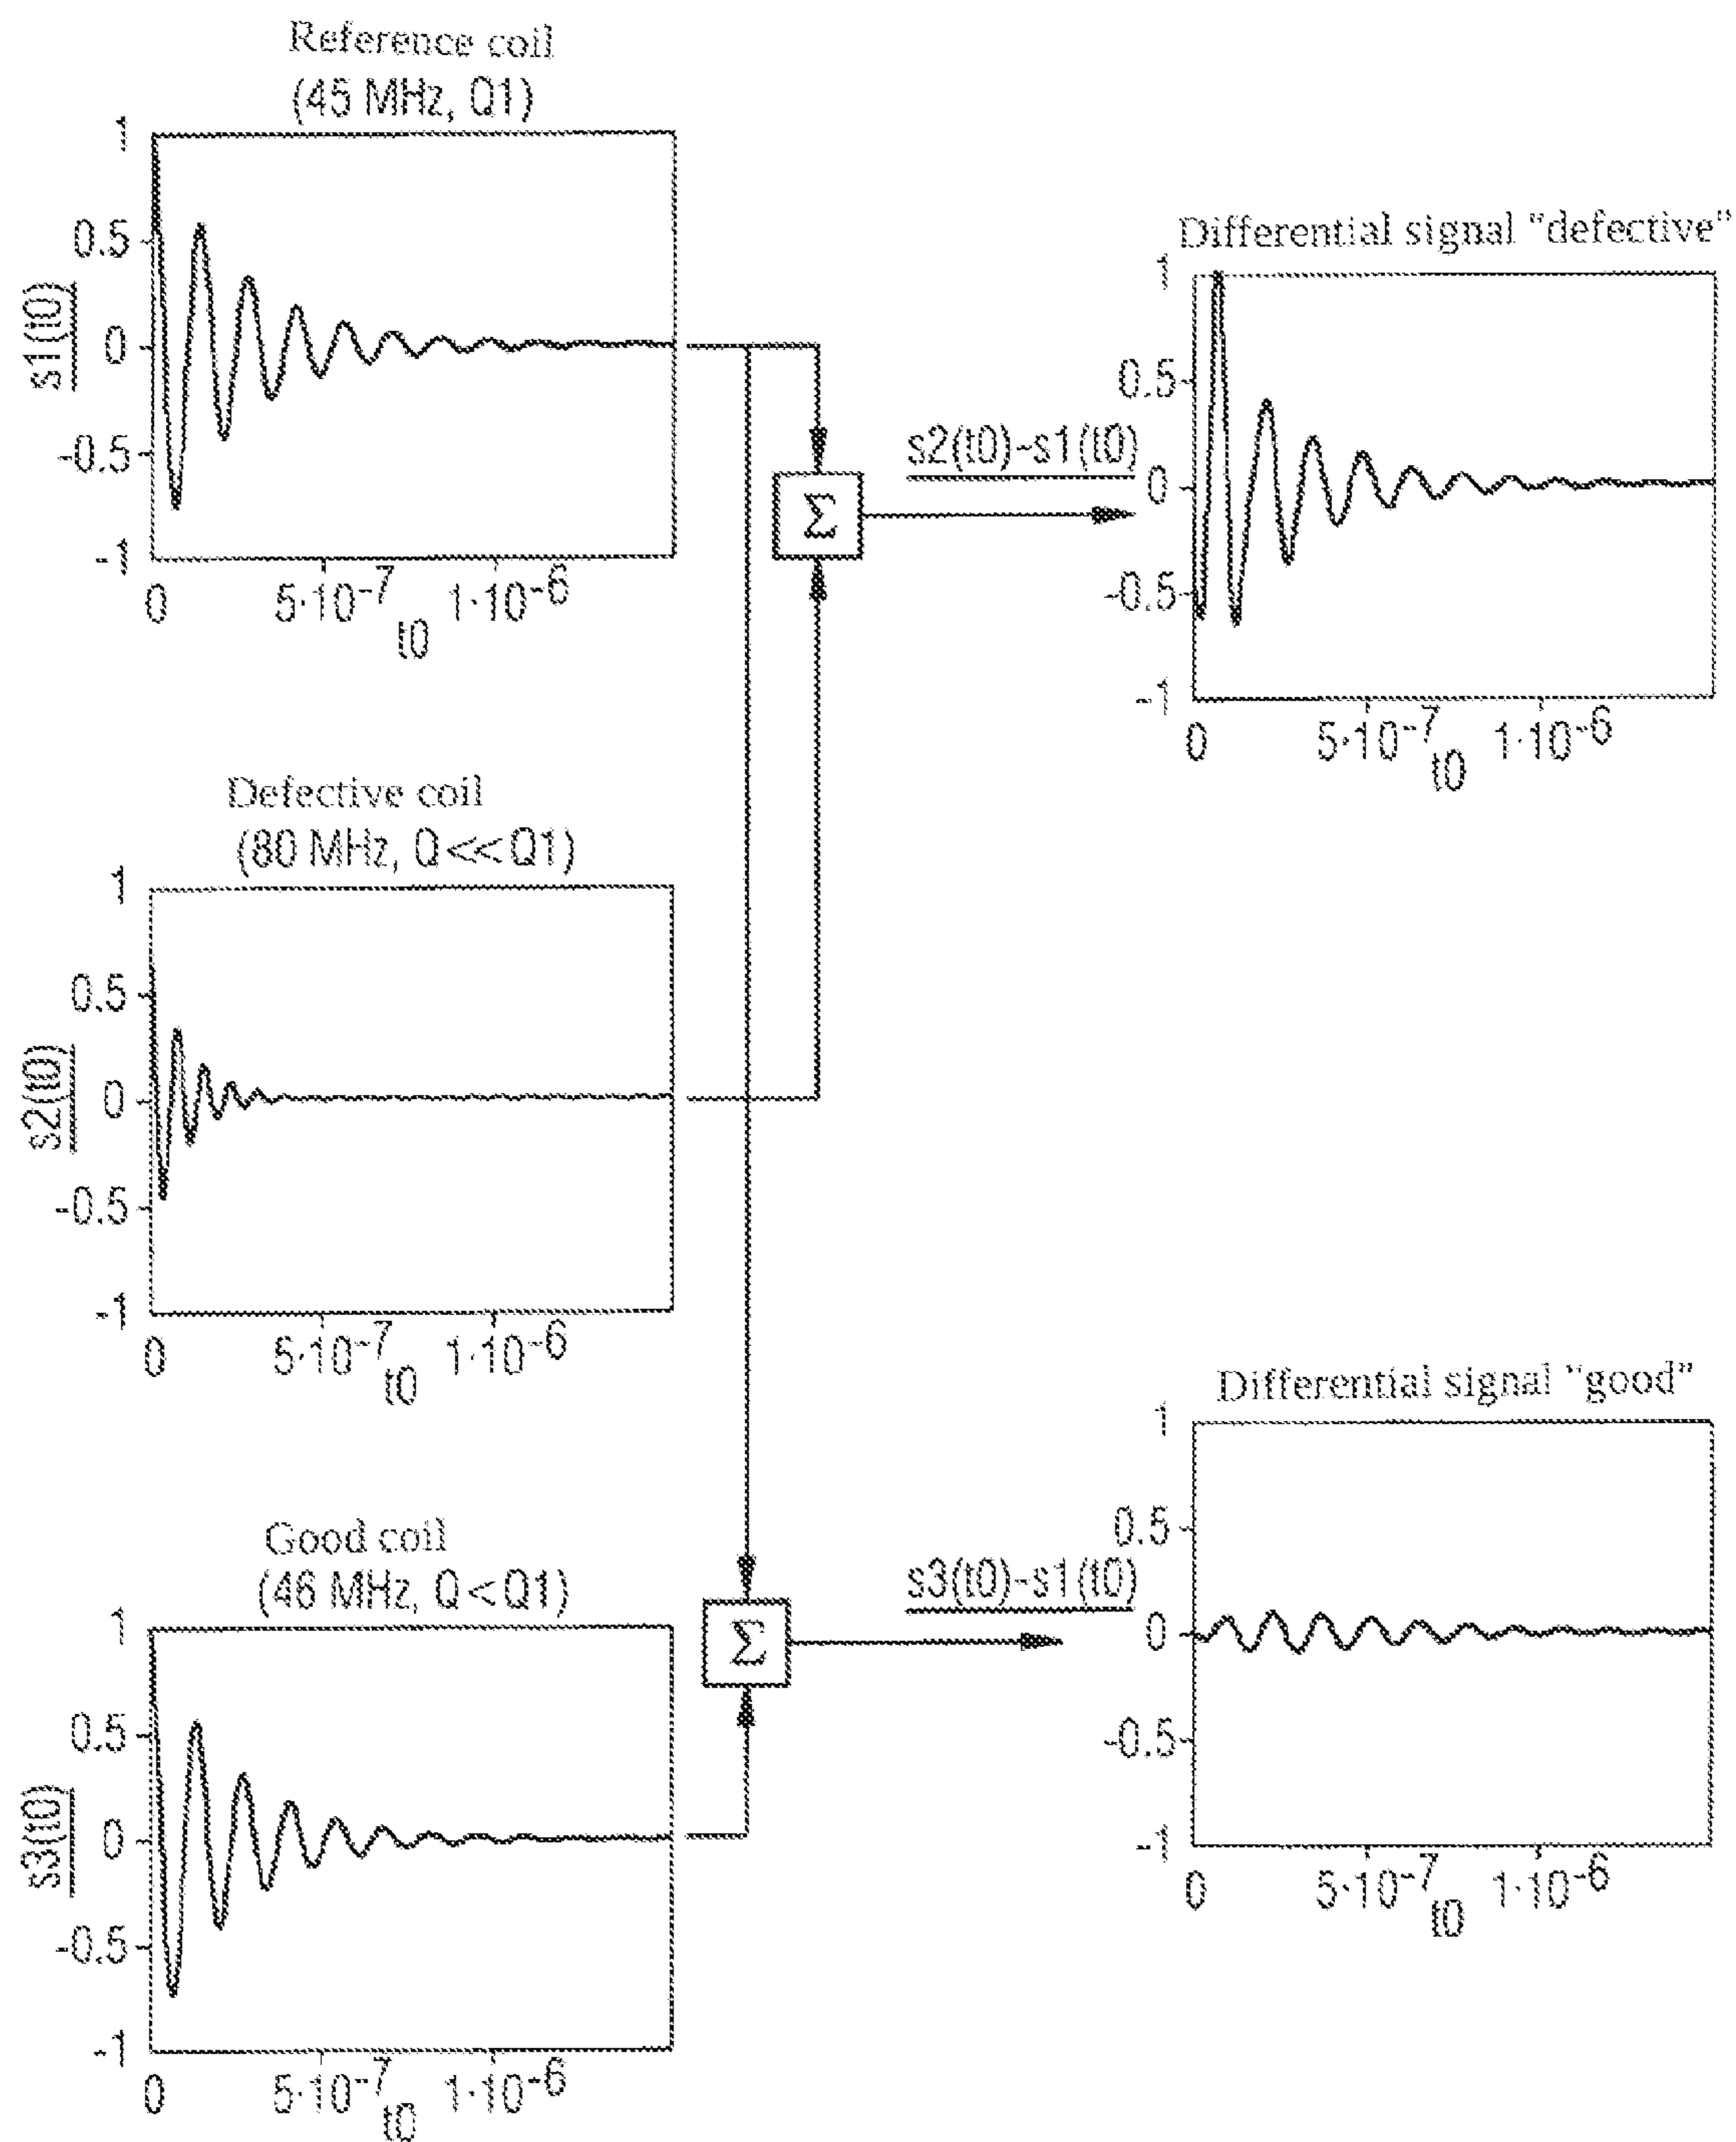 Reference coil
(45 MHz, Q1)
1
0.5
0
-0.5
-1
s1(t0)
0
5·10-7
1·10-6
t0
Differential signal "defective"
1
0.5
0
-0.5
-1
0
5·10-7
1·10-6
t0
Σ
s2(t0)-s1(t0)
Defective coil
(80 MHz, Q<<Q1)
1
0.5
0
-0.5
-1
s2(t0)
0
5·10-7
1·10-6
t0
Good coil
(46 MHz, Q<Q1)
1
0.5
0
-0.5
-1
s3(t0)
0
5·10-7
1·10-6
t0
Σ
s3(t0)-s1(t0)
Differential signal "good"
1
0.5
0
-0.5
-1
0
5·10-7
1·10-6
t0